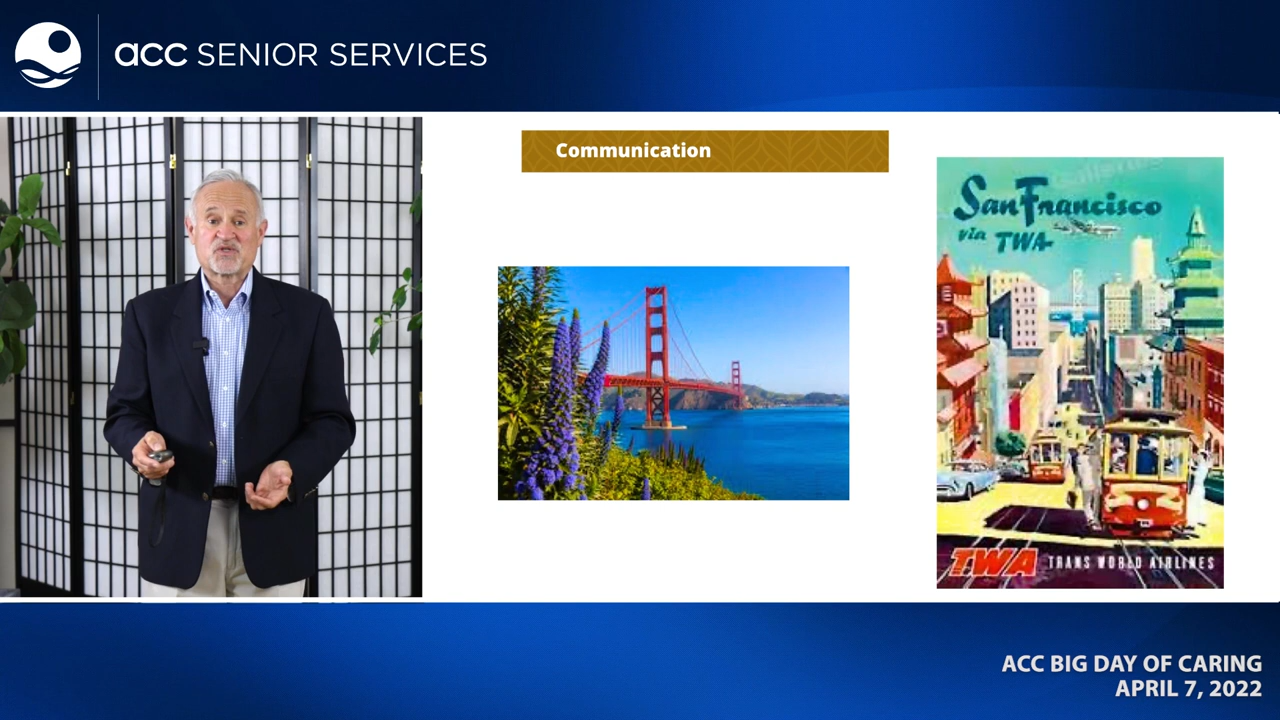 acc SENIOR SERVICES
Communication
San Francisco
via TWA
TWA TRANS WORLD AIRLINES
ACC BIG DAY OF CARING
APRIL 7, 2022